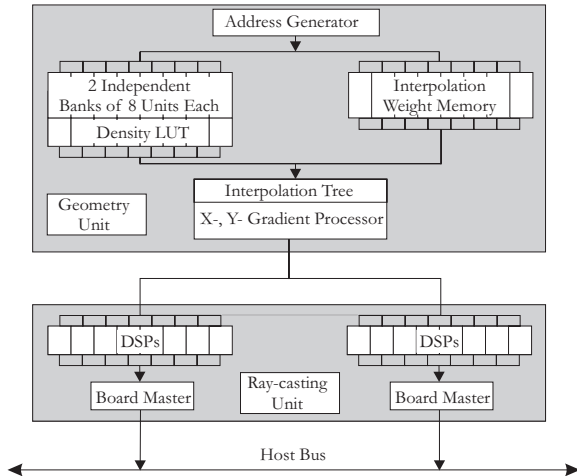 Address Generator
2 Independent
Banks of 8 Units Each
Density LUT
Interpolation
Weight Memory
Interpolation Tree
X-, Y- Gradient Processor
Geometry
Unit
DSPs
DSPs
Board Master
Ray-casting
Unit
Board Master
Host Bus